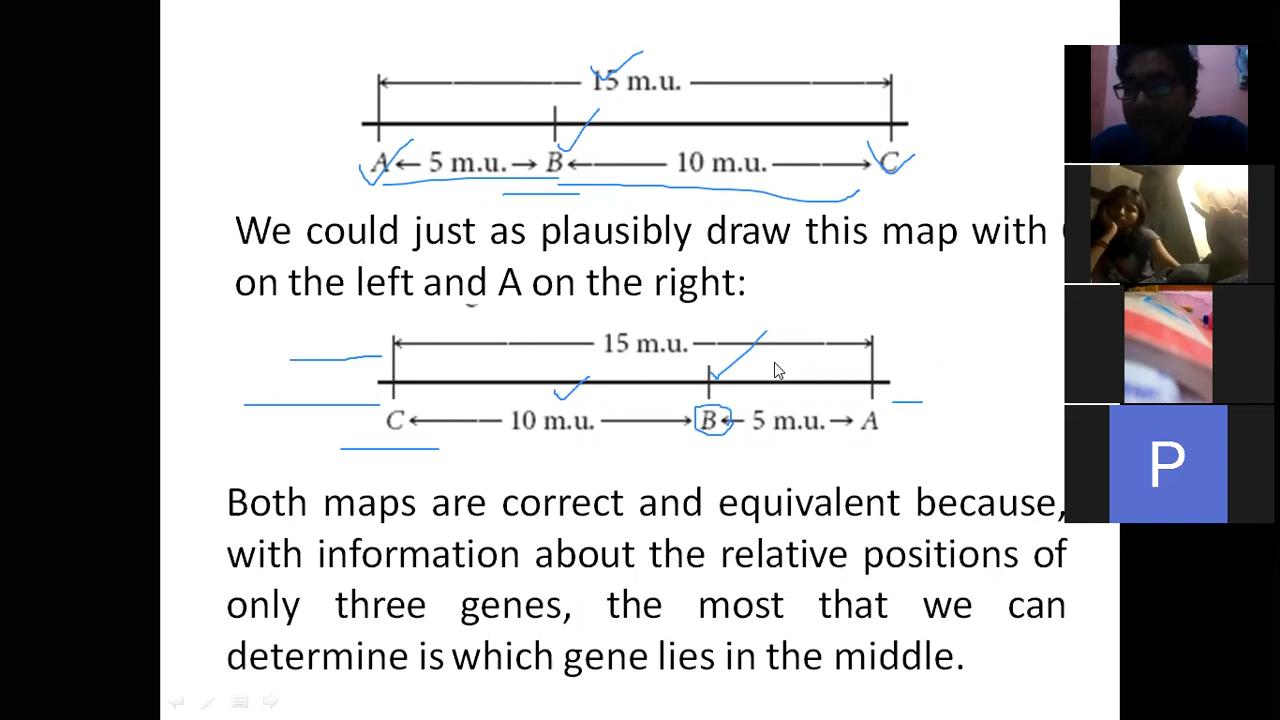 15 m.u.
A 5 m.u. B 10 m.u. C
We could just as plausibly draw this map with
on the left and A on the right:
15 m.u.
C 10 m.u. B 5 m.u. A
Both maps are correct and equivalent because,
with information about the relative positions of
only three genes, the most that we can
determine is which gene lies in the middle.
P